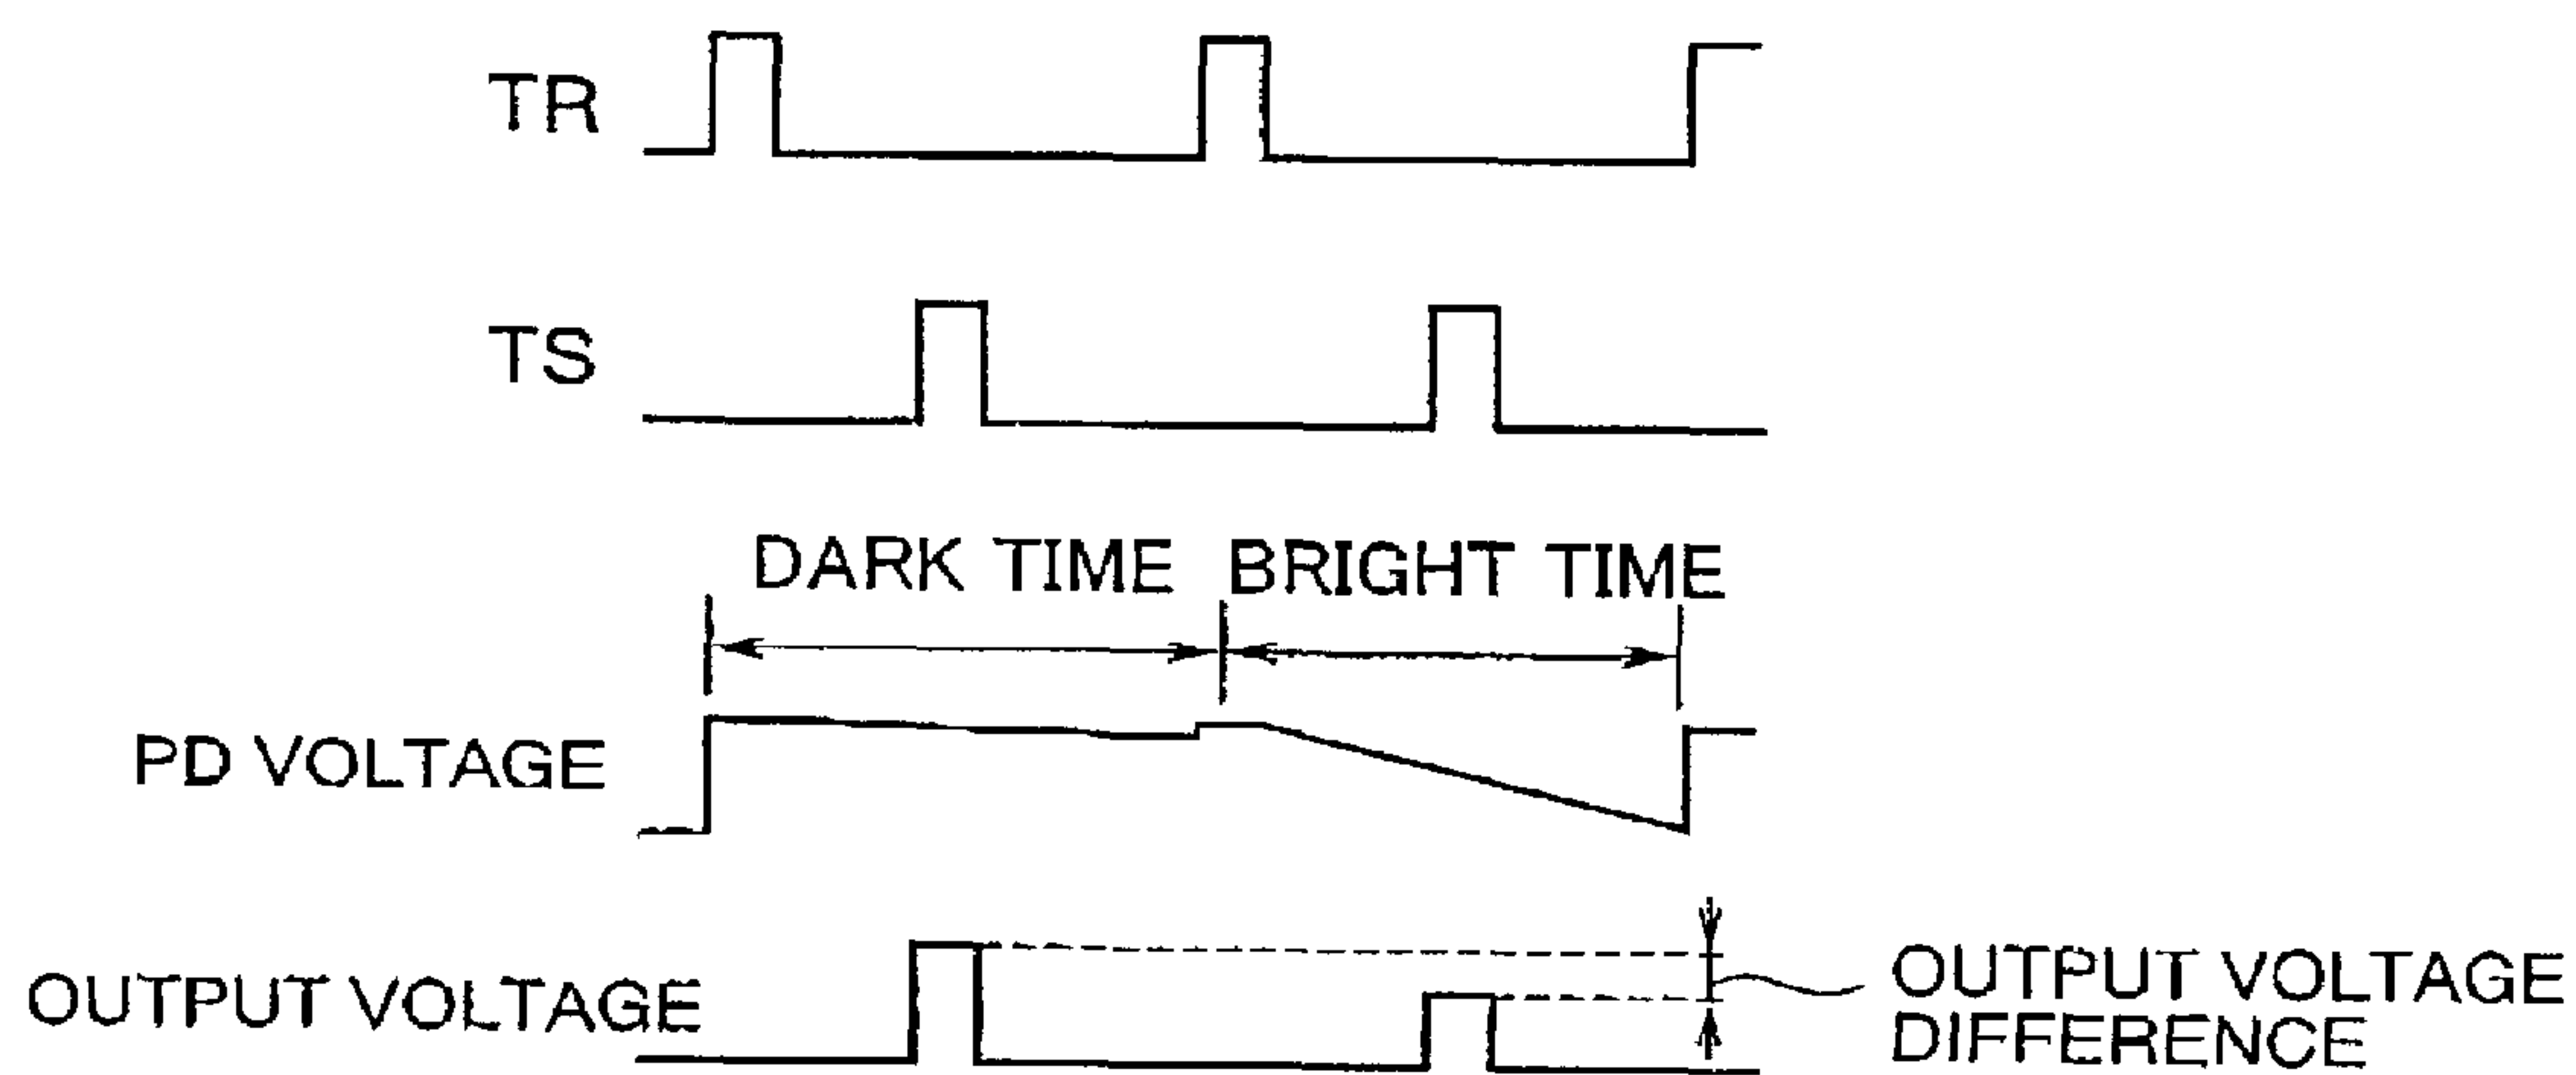 TR
TS
DARK TIME BRIGHT TIME
PD VOLTAGE
OUTPUT VOLTAGE
OUTPUT VOLTAGE
DIFFERENCE